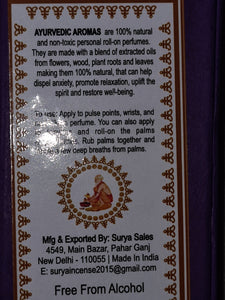 AYURVEDIC AROMAS are 100% natural
and non-toxic personal roll-on perfumes.
They are made with a blend of extracted oils
from flowers, wood, plant roots and leaves
making them 100% natural, that can help
dispel anxiety, promote relaxation, uplift the
spirit and restore well-being.
To use: Apply to pulse points, wrists, and
perfume. You can also apply
and roll-on the palms
Rub palms together and
few deep breaths from palms.
Mfg & Exported By: Surya Sales
4549, Main Bazar, Pahar Ganj
New Delhi - 110055 | Made In India
E: suryaincense2015@gmail.com
Free From Alcohol